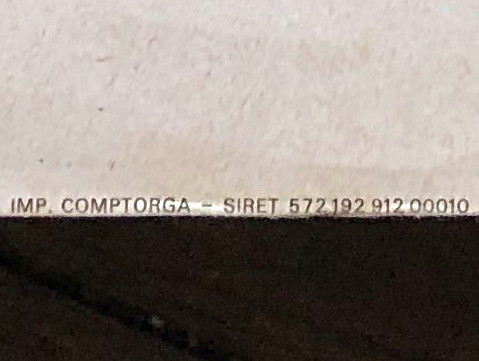 IMP. COMPTORGA - SIRET 572 192 912 00010